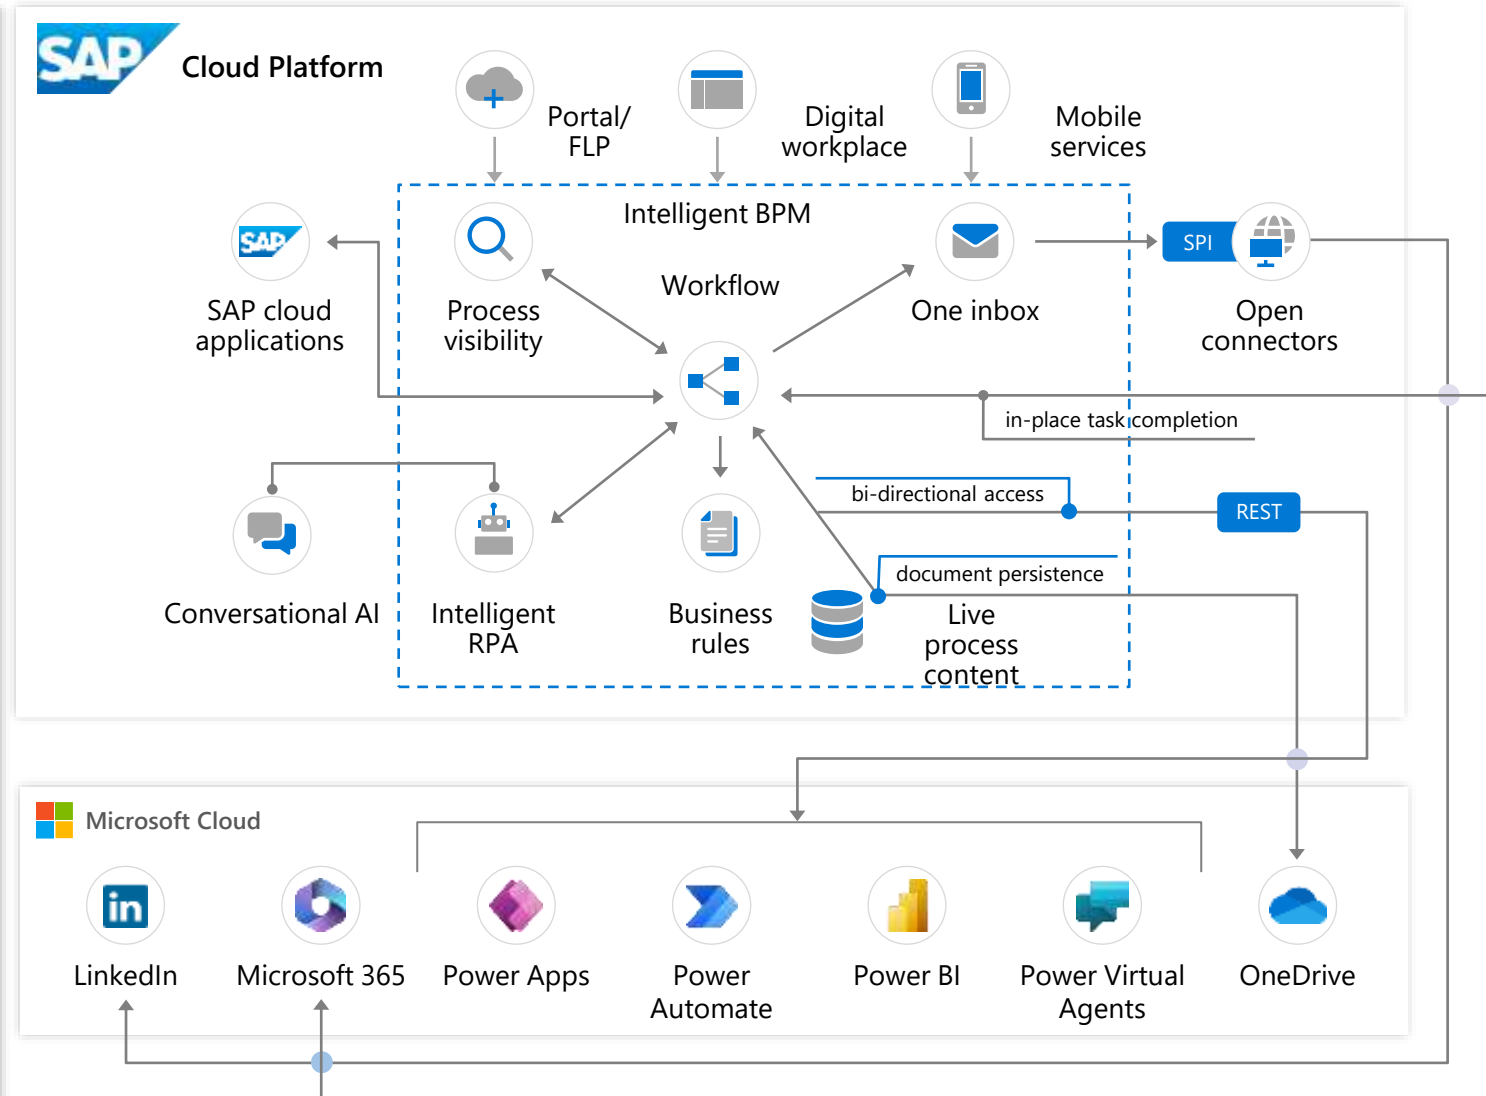 SAP
Cloud Platform
Portal/
FLP
Digital
workplace
Mobile
services
Intelligent BPM
SAP
SPI
Workflow
SAP cloud
applications
Process
visibility
One inbox
Open
connectors
in-place task completion
bi-directional access
REST
document persistence
Conversational AI
Intelligent
RPA
Business
rules
Live
process
content
Microsoft Cloud
in
LinkedIn
Microsoft 365
Power Apps
Power
Automate
Power BI
Power Virtual
Agents
OneDrive